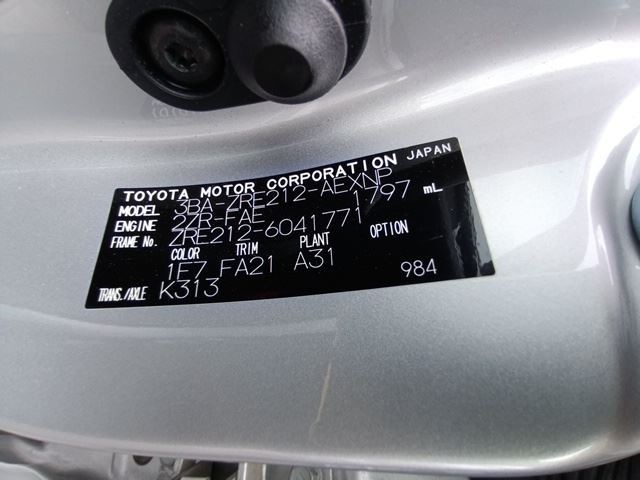 TOYOTA MOTOR CORPORATION JAPAN
MODEL 3BA-ZRE212-AEXNP
ENGINE 2ZR-FAE 1797 mL
FRAME No. ZRE212-6041771
COLOR TRIM PLANT OPTION
1F7 FA21 A31
TRANS./AXLE K313 984